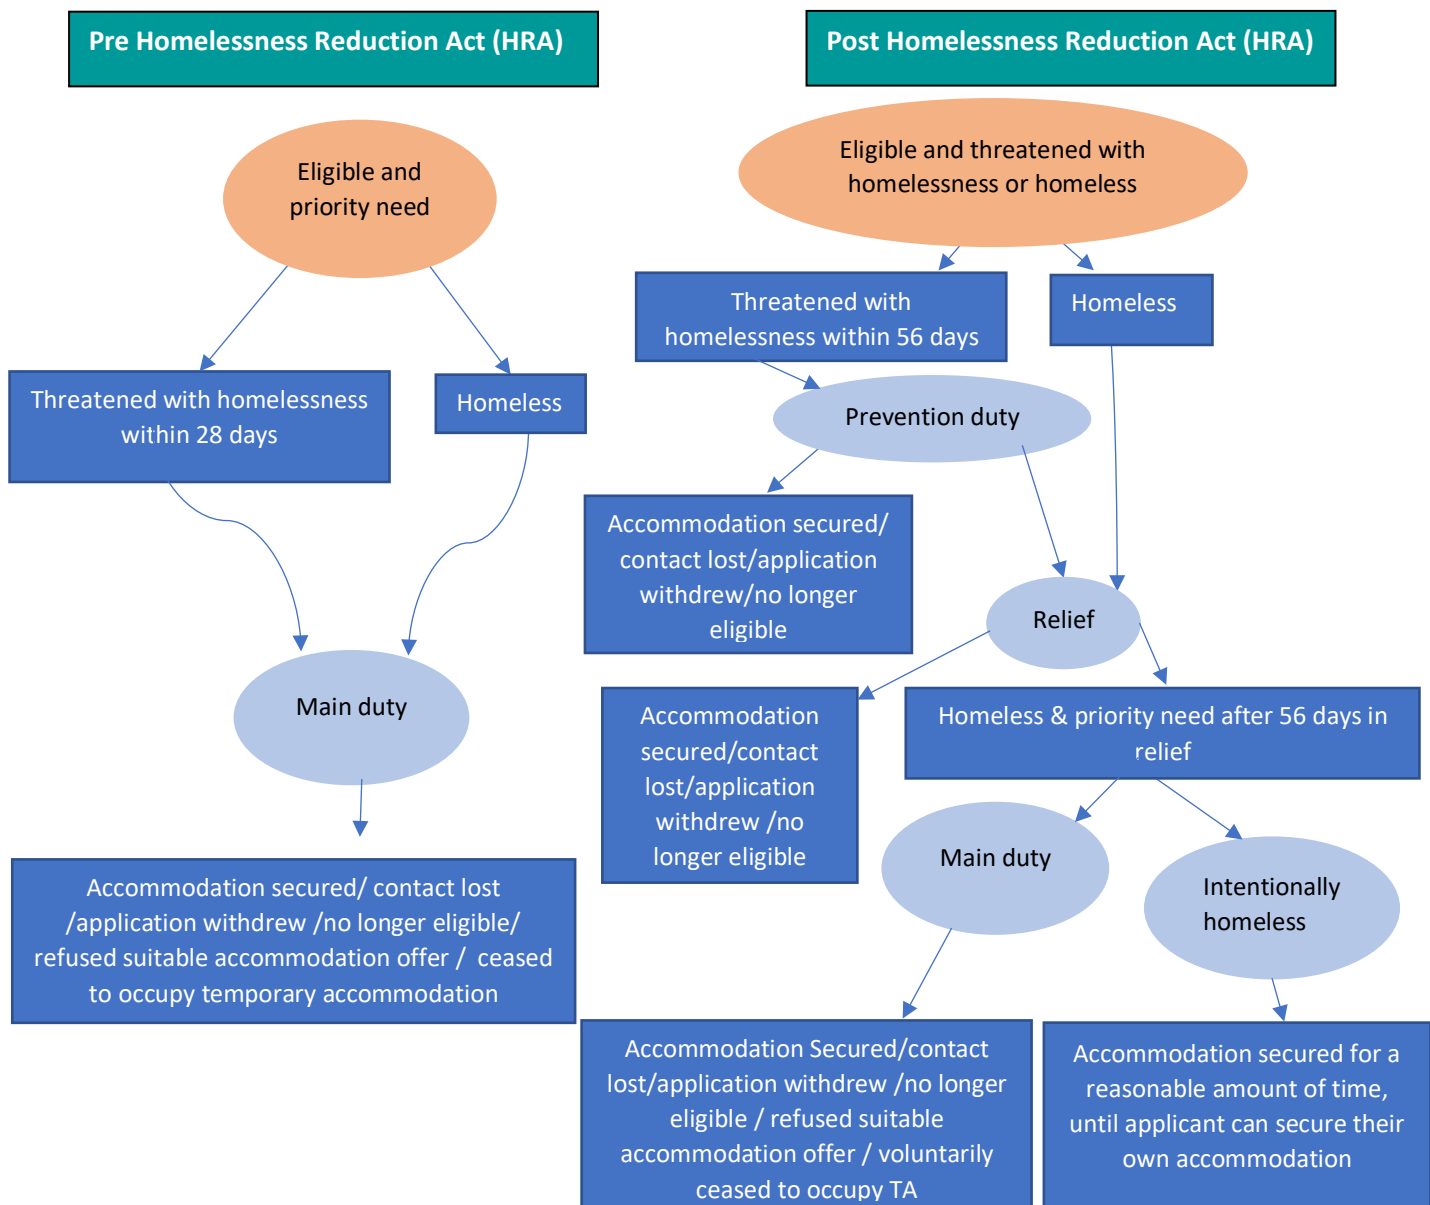 Pre Homelessness Reduction Act (HRA)
Eligible and
priority need
Threatened with homelessness
within 28 days
Homeless
Main duty
Accommodation secured/ contact lost
/application withdrew /no longer eligible/
refused suitable accommodation offer /  ceased
to occupy temporary accommodation
Post Homelessness Reduction Act (HRA)
Eligible and threatened with
homelessness or homeless
Threatened with
homelessness within 56 days
Homeless
Prevention duty
Accommodation secured/
contact lost/application
withdrew/no longer
eligible
Relief
Accommodation
secured/contact
lost/application
withdrew /no
longer eligible
Homeless & priority need after 56 days in
relief
Main duty
Intentionally
homeless
Accommodation Secured/contact
lost/application withdrew /no longer
eligible / refused suitable
accommodation offer / voluntarily
ceased to occupy TA
Accommodation secured for a
reasonable amount of time,
until applicant can secure their
own accommodation